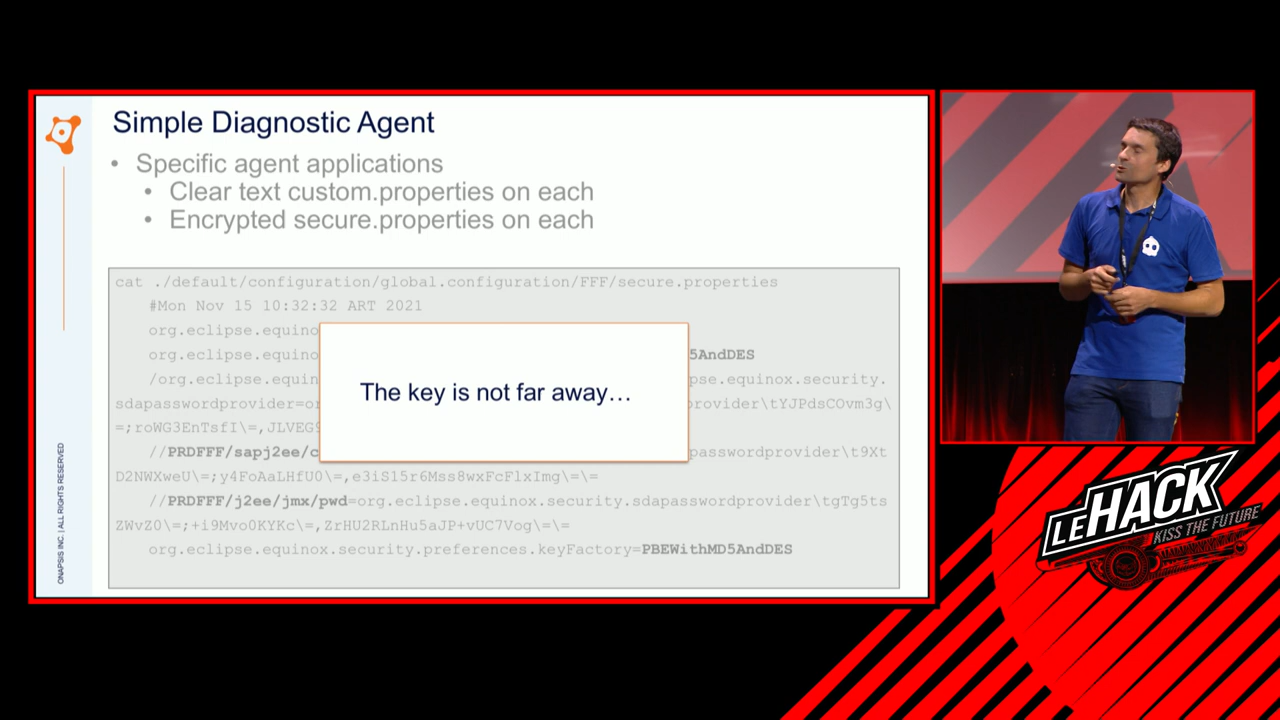 Simple Diagnostic Agent
• Specific agent applications
• Clear text custom.properties on each
• Encrypted secure.properties on each
cat ./default/configuration/global.configuration/FFF/secure.properties
#Mon Nov 15 10:32:32 ART 2021
org.eclipse.equino
org.eclipse.equino 5AndDES
/org.eclipse.equin pse.equinox.security.
sdapasswordprovider=or rovider\tYJPdsCOvm3g\
=;roWG3EnTsfI\=,JLVEG9
//PRDFFF/sapj2ee/c passwordprovider\t9Xt
D2NWXweU\=;y4FoAaLHfU0\=,e3iS15r6Mss8wxFcFlxImg\=\=
//PRDFFF/j2ee/jmx/pwd=org.eclipse.equinox.security.sdapasswordprovider\tgTg5ts
ZWvZ0\=;+i9Mvo0KYKc\=,ZrHU2RLnHu5aJP+vUC7Vog\=\=
org.eclipse.equinox.security.preferences.keyFactory=PBEWithMD5AndDES
The key is not far away…
ONAPSIS INC. | ALL RIGHTS RESERVED
LEHACK
KISS THE FUTURE